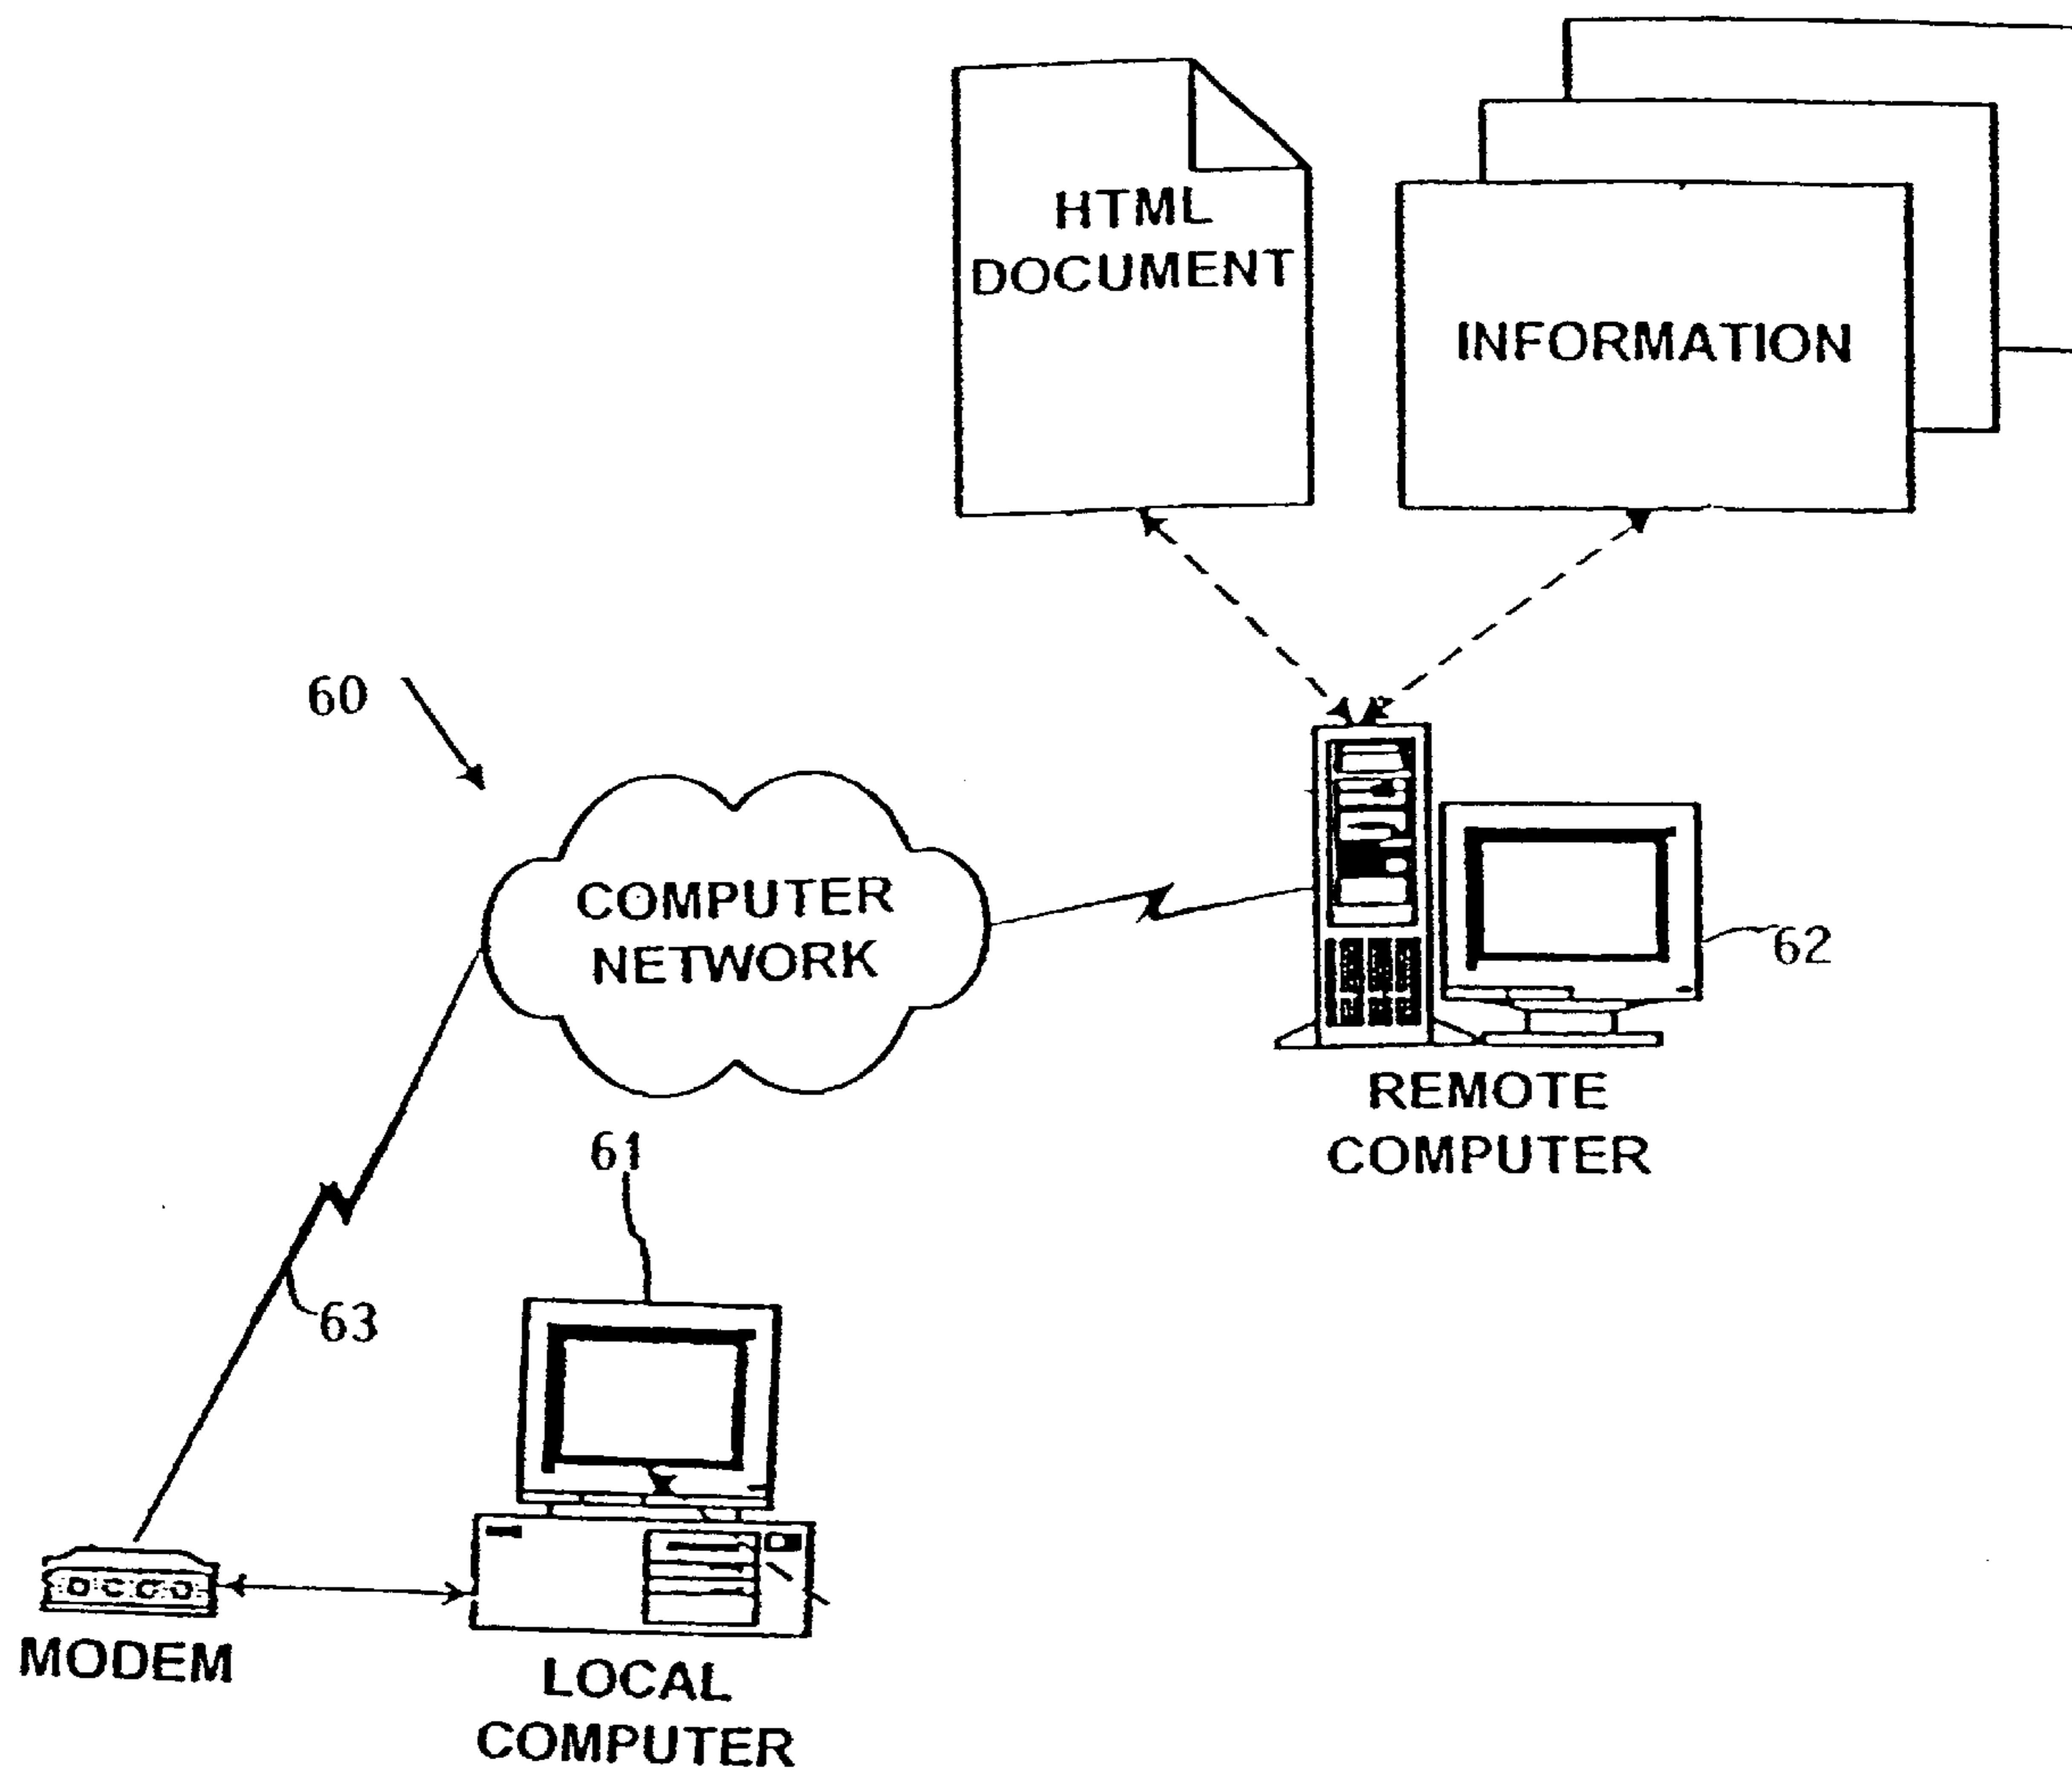 HTML
DOCUMENT
INFORMATION
60
COMPUTER
NETWORK
62
REMOTE
COMPUTER
61
63
MODEM
LOCAL
COMPUTER